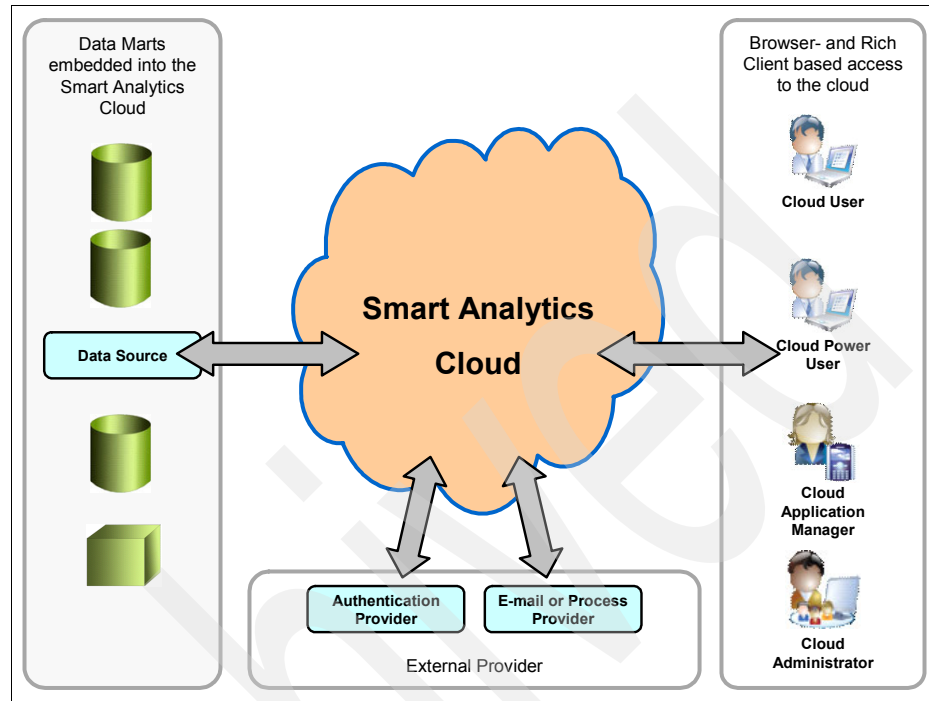 Data Marts
embedded into the
Smart Analytics
Cloud
Data Source
Smart Analytics
Cloud
Authentication
Provider
E-mail or Process
Provider
External Provider
Browser- and Rich
Client based access
to the cloud
Cloud User
Cloud Power
User
Cloud
Application
Manager
Cloud
Administrator